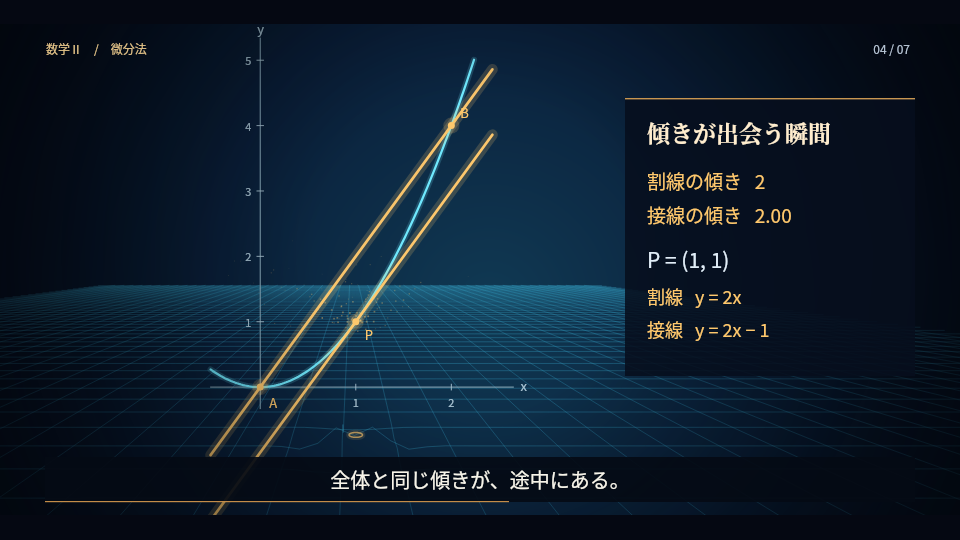 数学Ⅱ / 微分法
04 / 07
y
5
4
3
2
1
B
P
A
x
1
2
傾きが出会う瞬間
割線の傾き 2
接線の傾き 2.00
P = (1, 1)
割線 y = 2x
接線 y = 2x − 1
全体と同じ傾きが、途中にある。